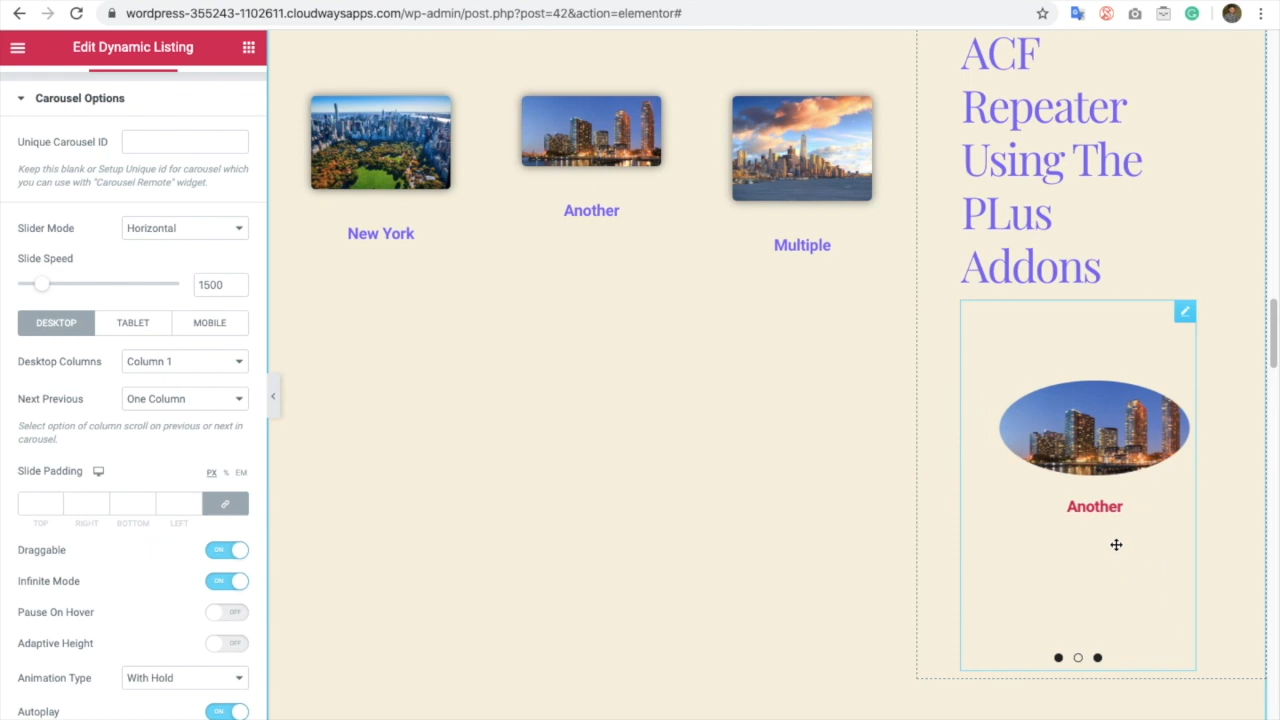 wordpress-355243-1102611.cloudwaysapps.com/wp-admin/post.php?post=42&action=elementor#
Edit Dynamic Listing
Carousel Options
Unique Carousel ID
Keep this blank or Setup Unique id for carousel which
you can use with "Carousel Remote" widget.
Slider Mode
Horizontal
Slide Speed
1500
DESKTOP
TABLET
MOBILE
Desktop Columns
Column 1
Next Previous
One Column
Select option of column scroll on previous or next in
carousel.
Slide Padding
PX
%
EM
TOP
RIGHT
BOTTOM
LEFT
Draggable
ON
Infinite Mode
ON
Pause On Hover
OFF
Adaptive Height
OFF
Animation Type
With Hold
Autoplay
ON
New York
Another
Multiple
ACF
Repeater
Using The
PLus
Addons
Another